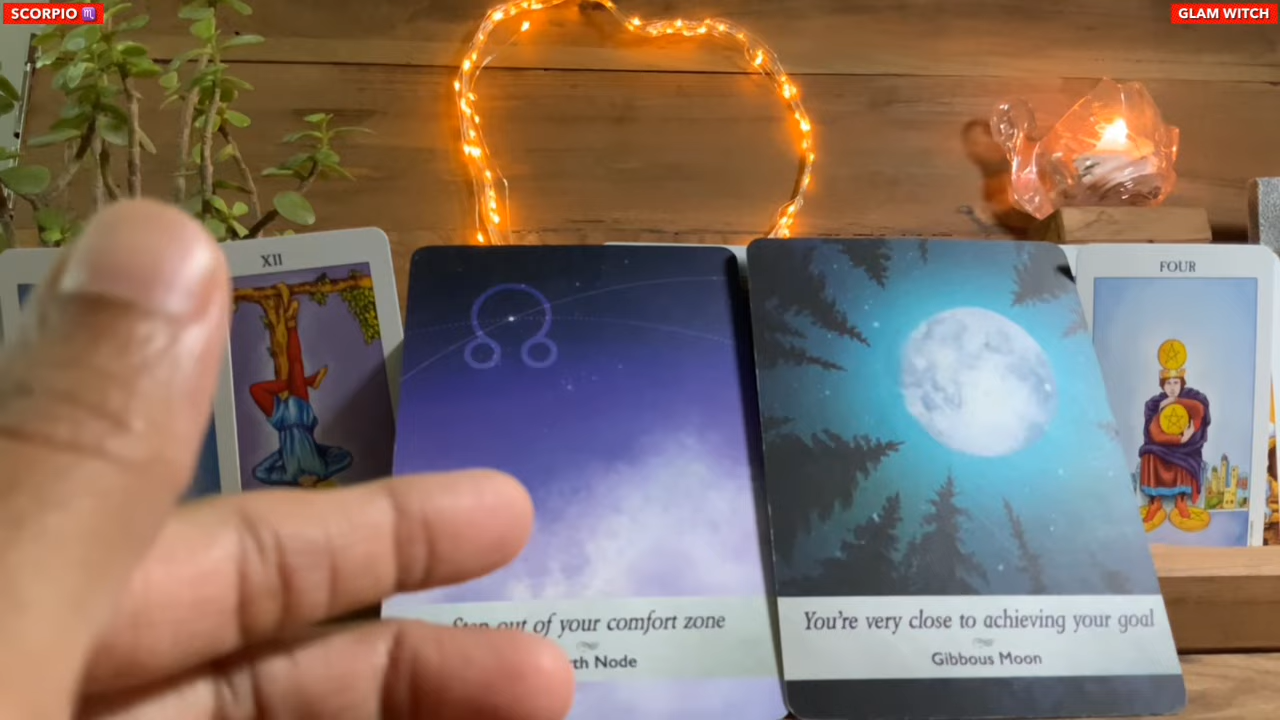 SCORPIO ♏
GLAM WITCH
XII
FOUR
out of your comfort zone
Node
You're very close to achieving your goal
Gibbous Moon